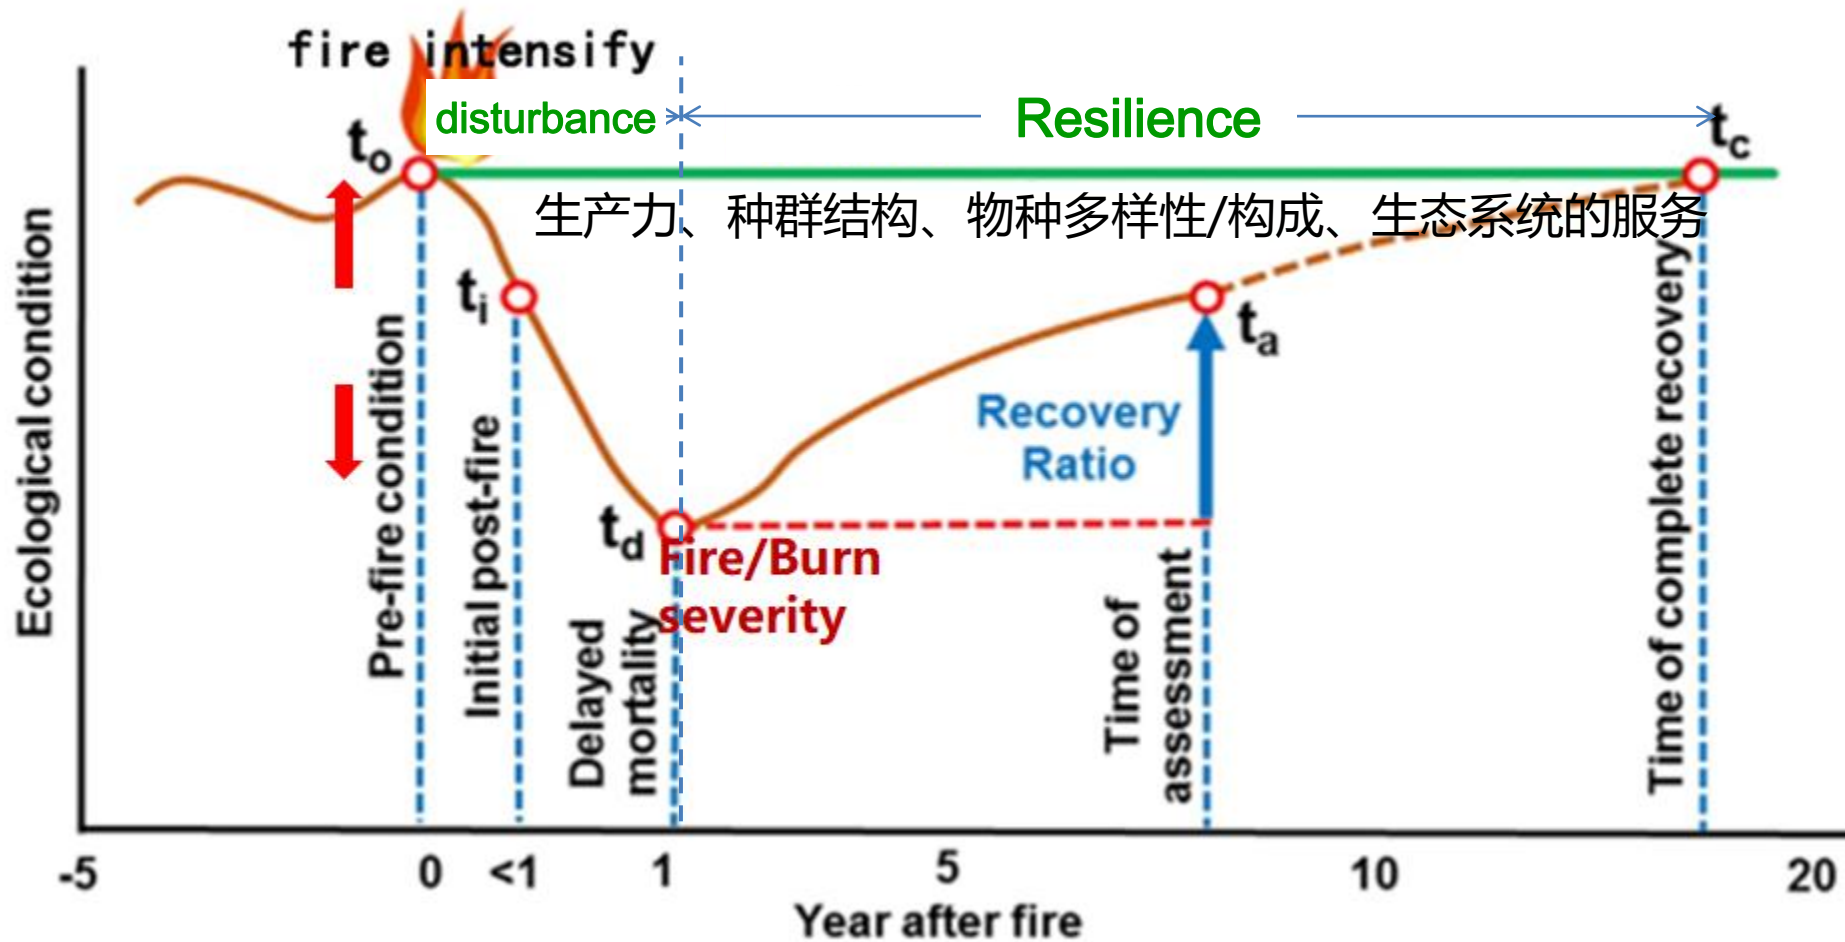 fire intensify
disturbance
Resilience
to
tc
生产力、种群结构、物种多样性/构成、生态系统的服务
ti
ta
Recovery
Ratio
td
Fire/Burn
severity
Ecological condition
Pre-fire condition
Initial post-fire
Delayed
mortality
Time of
assessment
Time of complete recovery
-5 0 <1 1 5 10 20
Year after fire